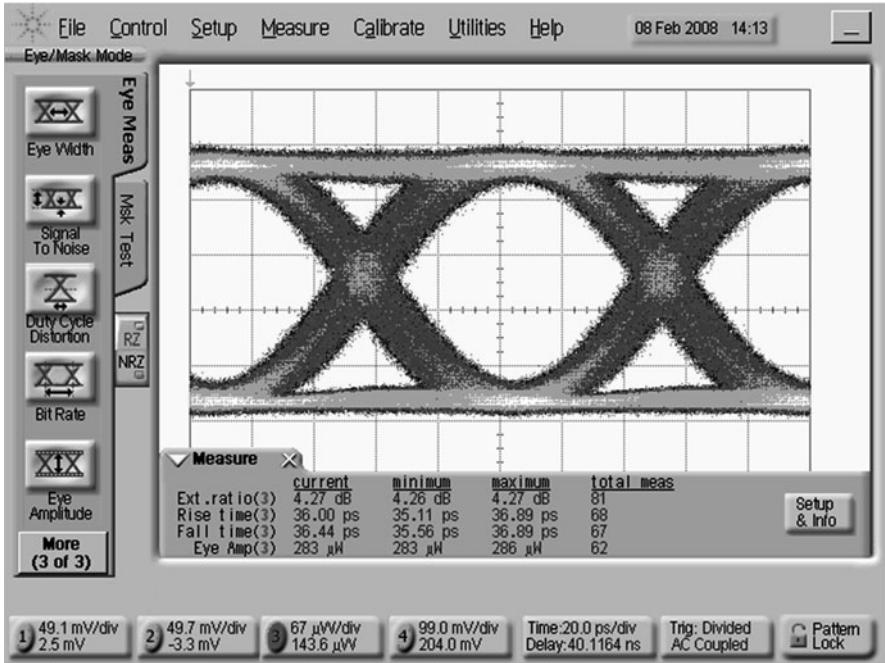 File Control Setup Measure Calibrate Utilities Help 08 Feb 2008 14:13
Eye/Mask Mode
Eye Meas
Msk Test
Eye Width
Signal
To Noise
Duty Cycle
Distortion
RZ
NRZ
Bit Rate
Eye
Amplitude
More
(3 of 3)
Measure
current minimum maximum total meas
Ext.ratio(3) 4.27 dB 4.26 dB 4.27 dB 81
Rise time(3) 36.00 ps 35.11 ps 36.89 ps 68
Fall time(3) 36.44 ps 35.56 ps 36.89 ps 67
Eye Amp(3) 283 µW 283 µW 286 µW 62
Setup
& Info
1) 49.1 mV/div
2.5 mV
2) 49.7 mV/div
-3.3 mV
3 67 µW/div
143.6 µW
4) 99.0 mV/div
204.0 mV
Time:20.0 ps/div
Delay:40.1164 ns
Trig: Divided
AC Coupled
Pattern
Lock